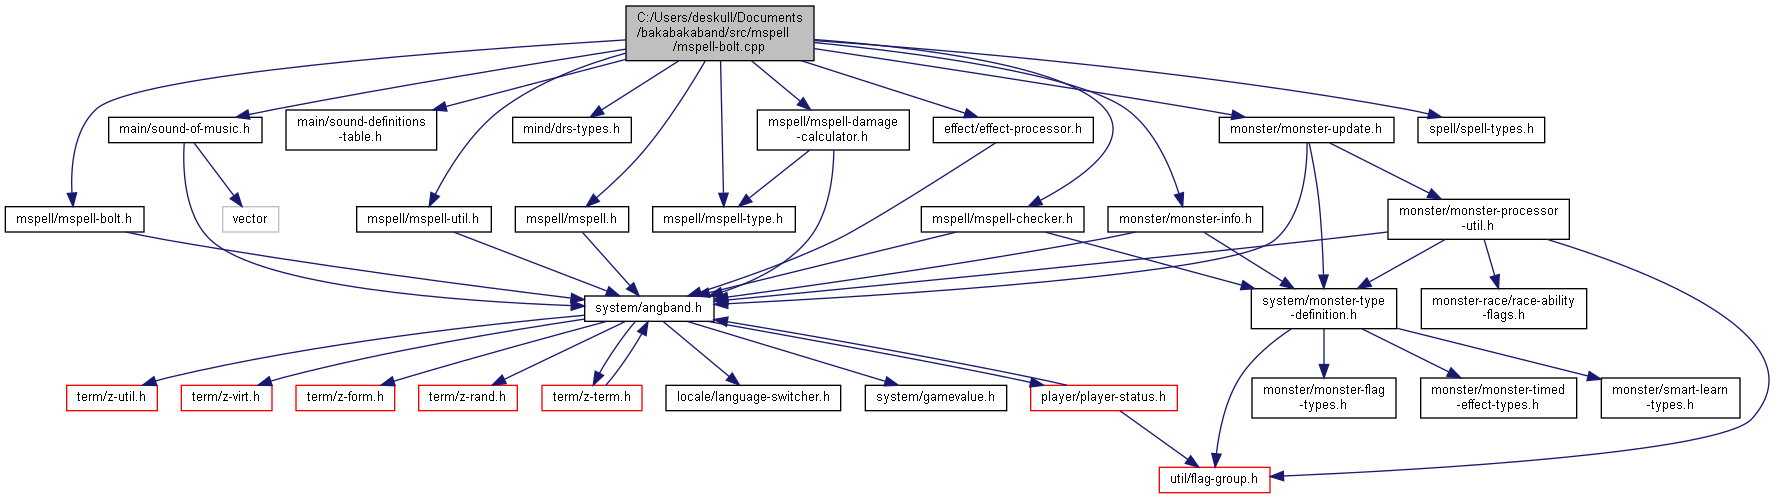 C:/Users/deskull/Documents
/bakabakaband/src/mspell
/mspell-bolt.cpp
main/sound-of-music.h
main/sound-definitions
-table.h
mind/drs-types.h
mspell/mspell-damage
-calculator.h
effect/effect-processor.h
monster/monster-update.h
spell/spell-types.h
mspell/mspell-bolt.h
vector
mspell/mspell-util.h
mspell/mspell.h
mspell/mspell-type.h
mspell/mspell-checker.h
monster/monster-info.h
monster/monster-processor
-util.h
system/angband.h
system/monster-type
-definition.h
monster-race/race-ability
-flags.h
term/z-util.h
term/z-virt.h
term/z-form.h
term/z-rand.h
term/z-term.h
locale/language-switcher.h
system/gamevalue.h
player/player-status.h
monster/monster-flag
-types.h
monster/monster-timed
-effect-types.h
monster/smart-learn
-types.h
util/flag-group.h